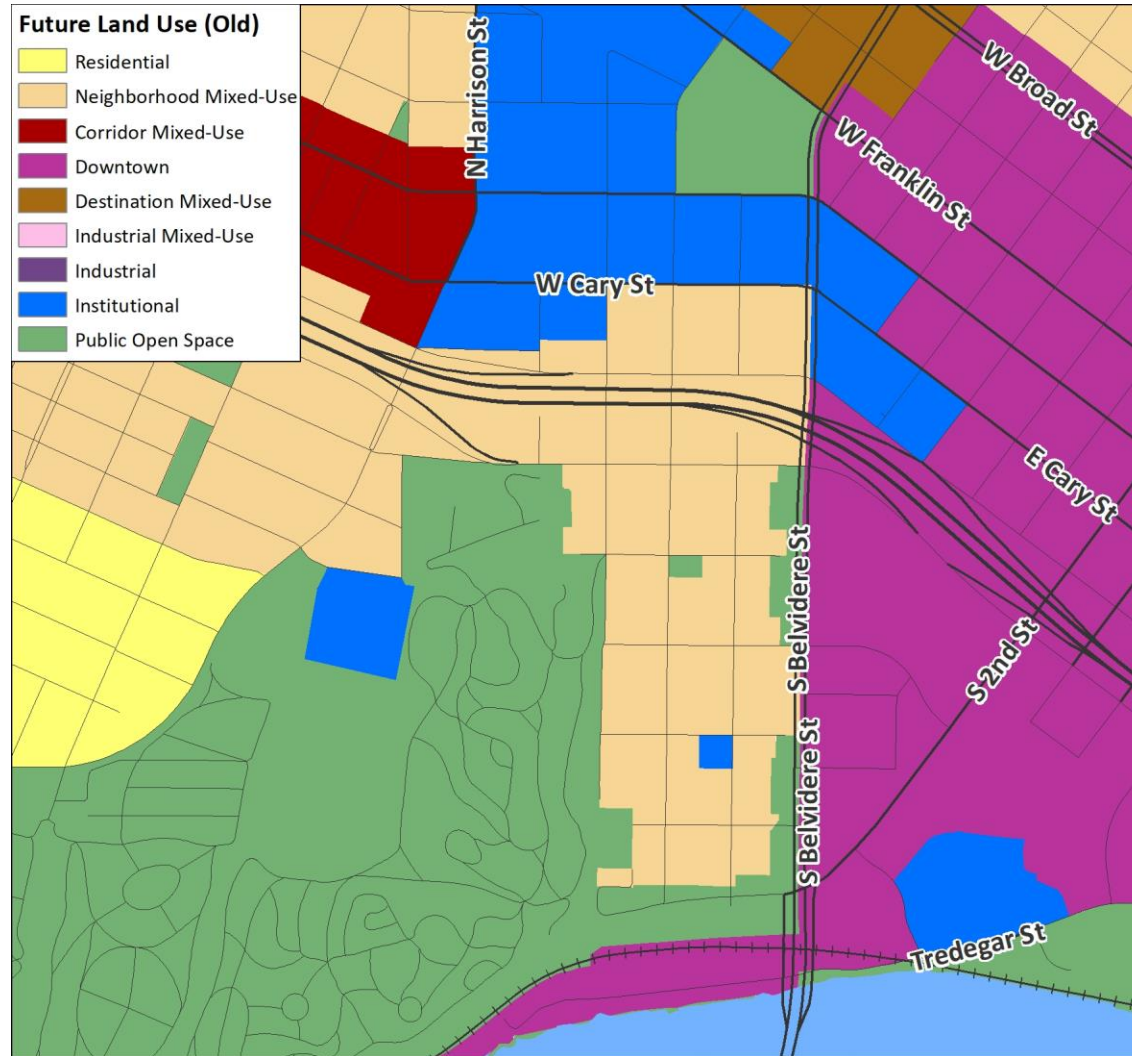 Future Land Use (Old)
Residential
Neighborhood Mixed-Use
Corridor Mixed-Use
Downtown
Destination Mixed-Use
Industrial Mixed-Use
Industrial
Institutional
Public Open Space
N Harrison St
W Broad St
W Franklin St
W Cary St
E Cary St
S Belvidere St
S 2nd St
S Belvidere St
Tredegar St